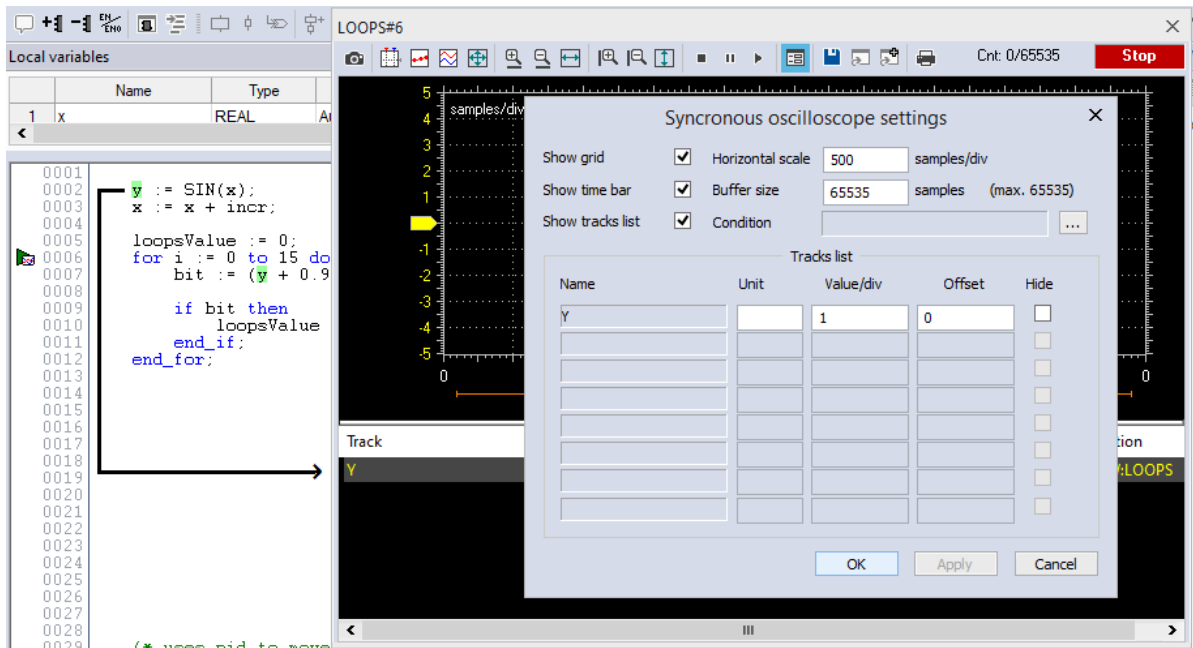 EN/
ENO
LOOPS#6
Local variables
Cnt: 0/65535
Stop
Name
Type
1
x
REAL
0001
0002
y := SIN(x);
0003
x := x + incr;
0004
0005
loopsValue := 0;
0006
for i := 0 to 15 do
0007
bit := (y + 0.9
0008
0009
if bit then
0010
loopsValue
0011
end_if;
0012
end_for;
0013
0014
0015
0016
0017
0018
0019
0020
0021
0022
0023
0024
0025
0026
0027
0028
0029
5
4
3
2
1
-1
-2
-3
-4
-5
samples/div
0
0
Track
tion
Y
:LOOPS
Syncronous oscilloscope settings
Show grid
Horizontal scale
500
samples/div
Show time bar
Buffer size
65535
samples
(max. 65535)
Show tracks list
Condition
...
Tracks list
Name
Unit
Value/div
Offset
Hide
Y
1
0
OK
Apply
Cancel